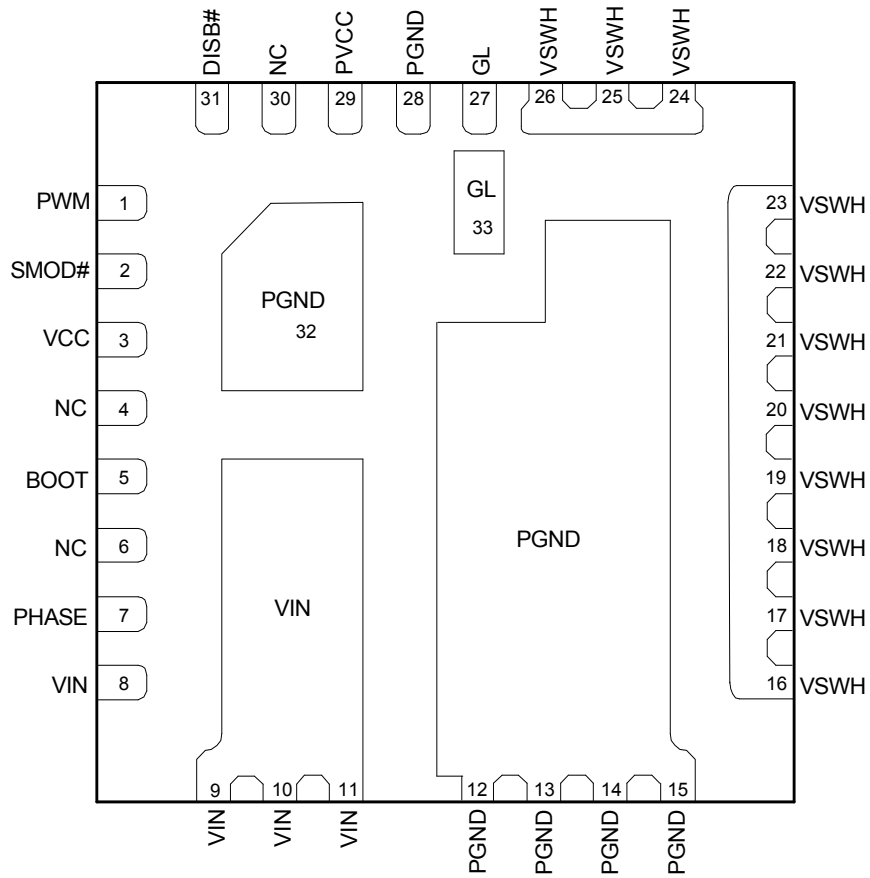 DISB# NC PVCC PGND GL VSWH VSWH VSWH
31 30 29 28 27 26 25 24
PWM 1
SMOD# 2
VCC 3
NC 4
BOOT 5
NC 6
PHASE 7
VIN 8
GL
33
PGND
32
VIN
PGND
23 VSWH
22 VSWH
21 VSWH
20 VSWH
19 VSWH
18 VSWH
17 VSWH
16 VSWH
9 10 11 12 13 14 15
VIN VIN VIN PGND PGND PGND PGND